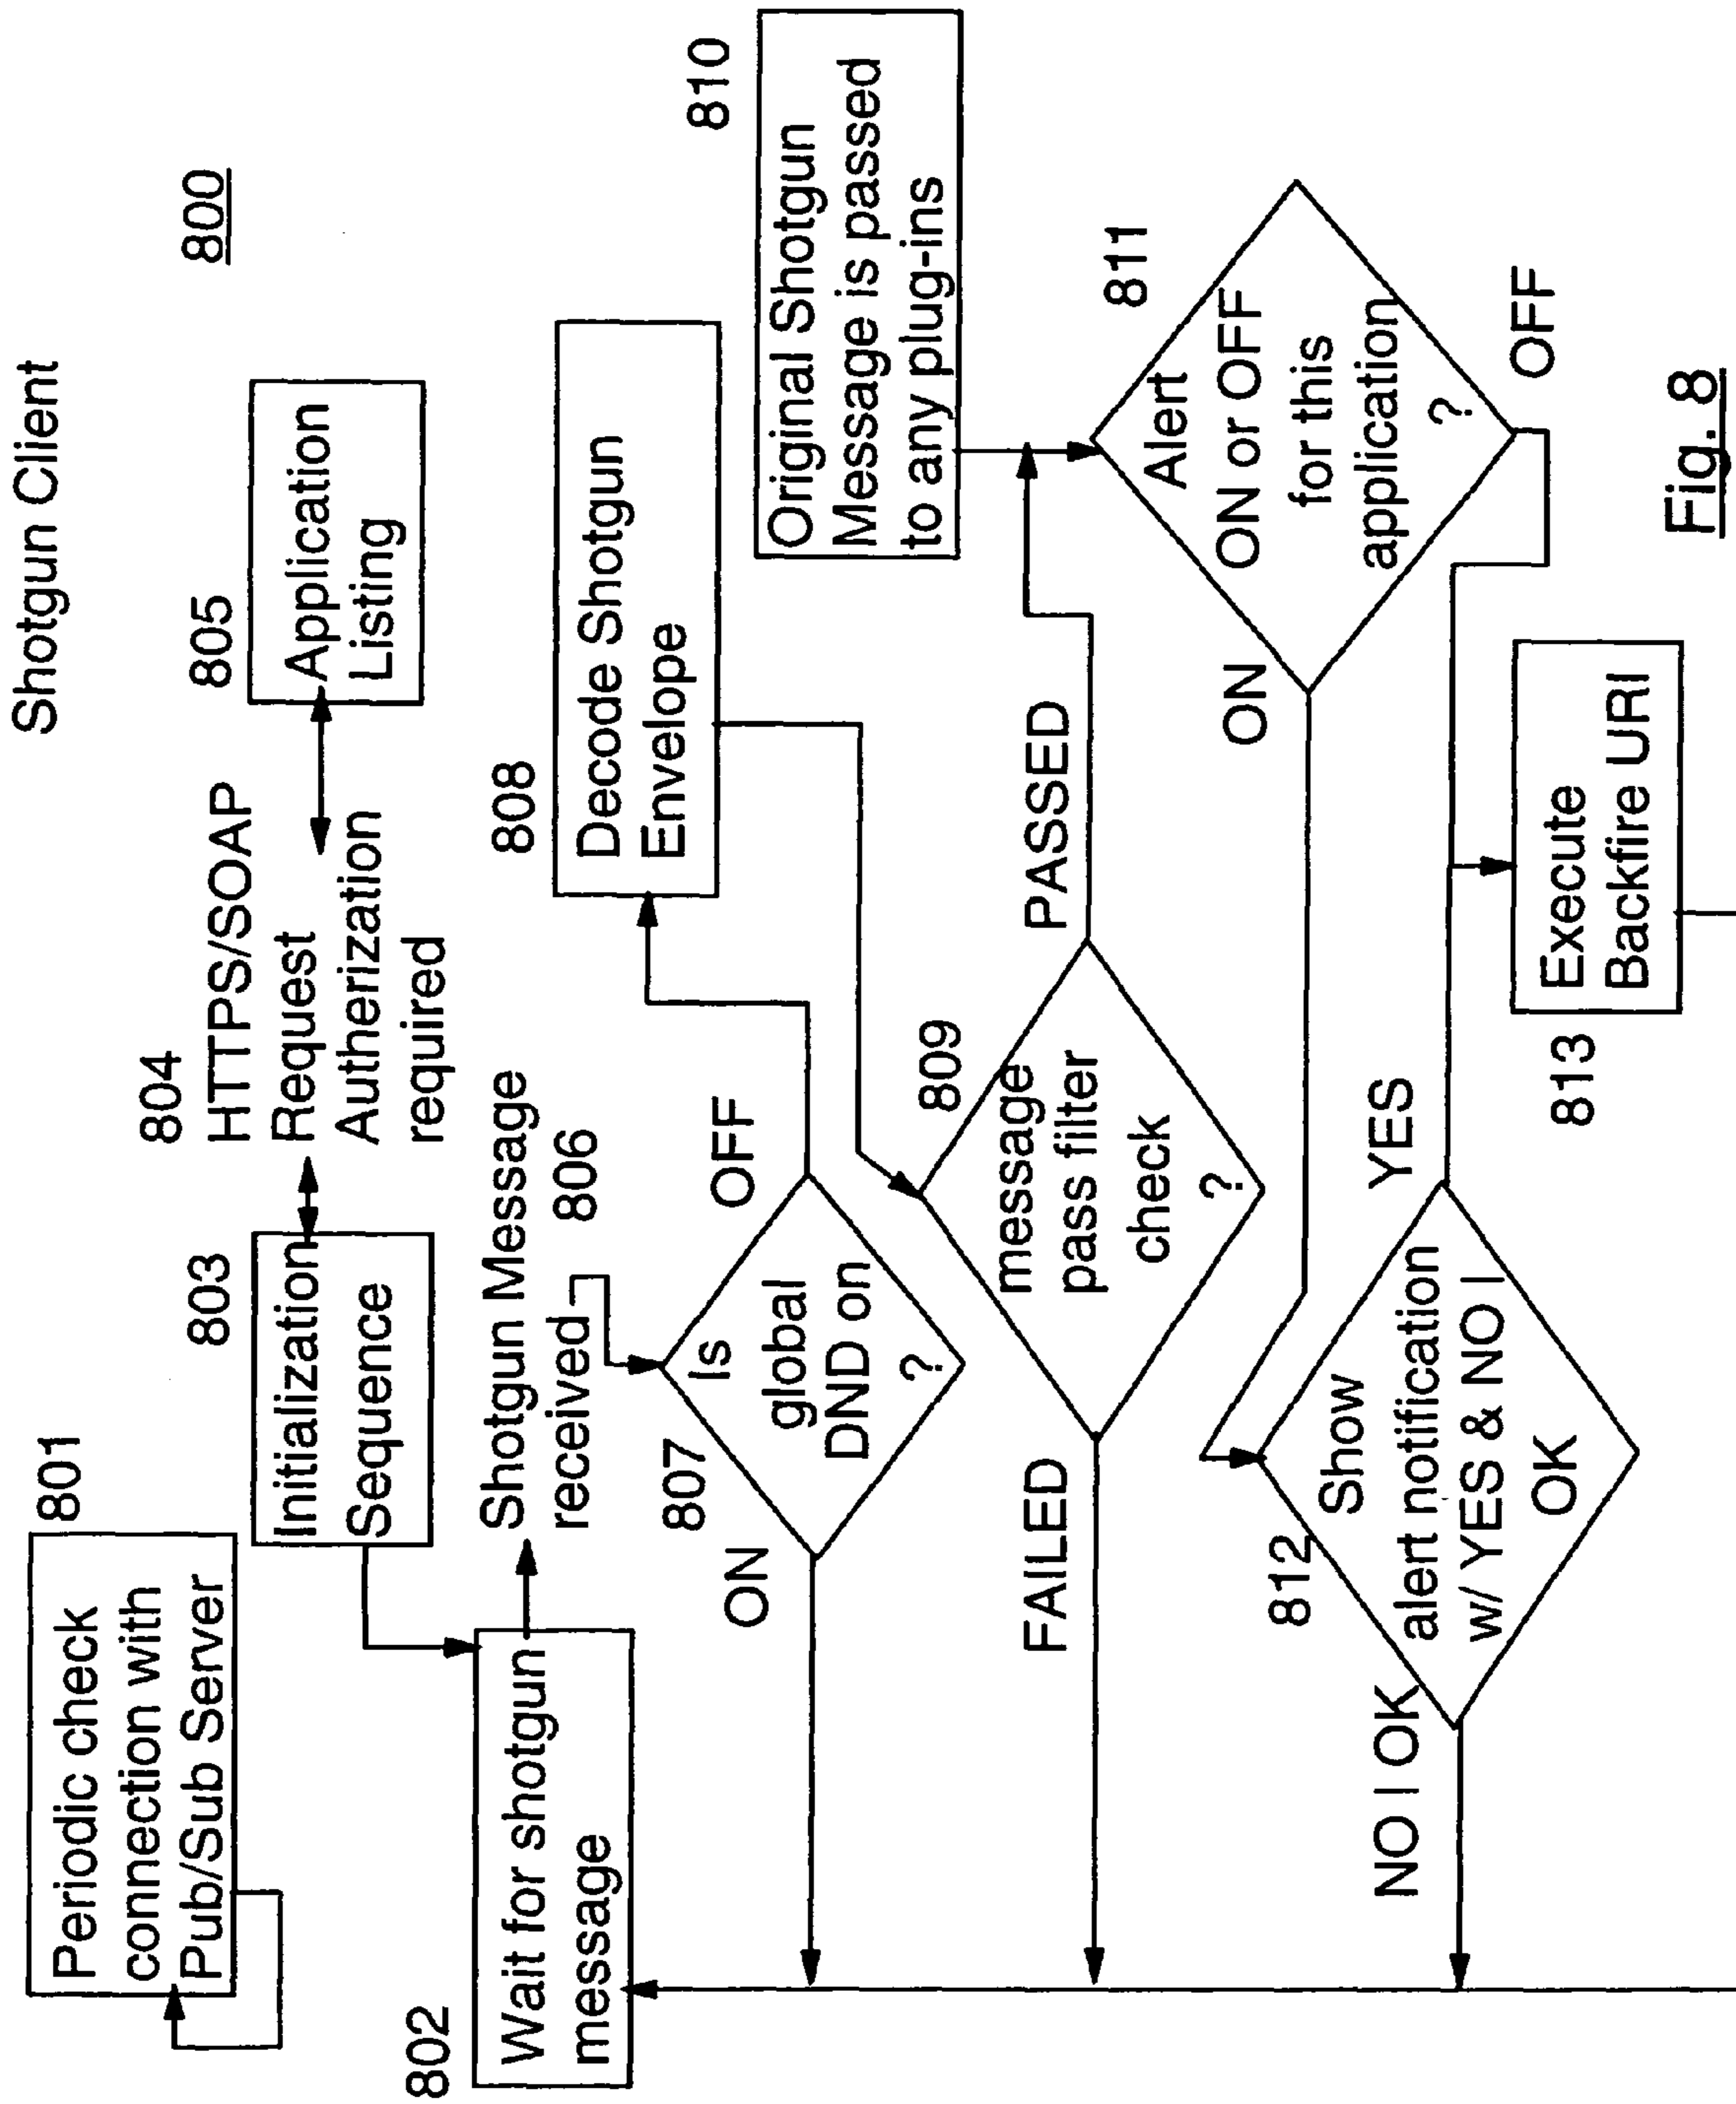 Shotgun Client
800
801
Periodic check
connection with
Pub/Sub Server
803
Initialization
Sequence
804
HTTPS/SOAP
Request
Autherization
required
805
Application
Listing
802
Wait for shotgun
message
Shotgun Message
received
806
807
Is
global
DND on
?
ON
OFF
808
Decode Shotgun
Envelope
809
message
pass filter
check
?
FAILED
PASSED
810
Original Shotgun
Message is passed
to any plug-ins
811
Alert
ON or OFF
for this
application
?
ON
OFF
812
Show
alert notification
w/ YES & NO |
OK
NO | OK
YES
813
Execute
Backfire URI
Fig. 8